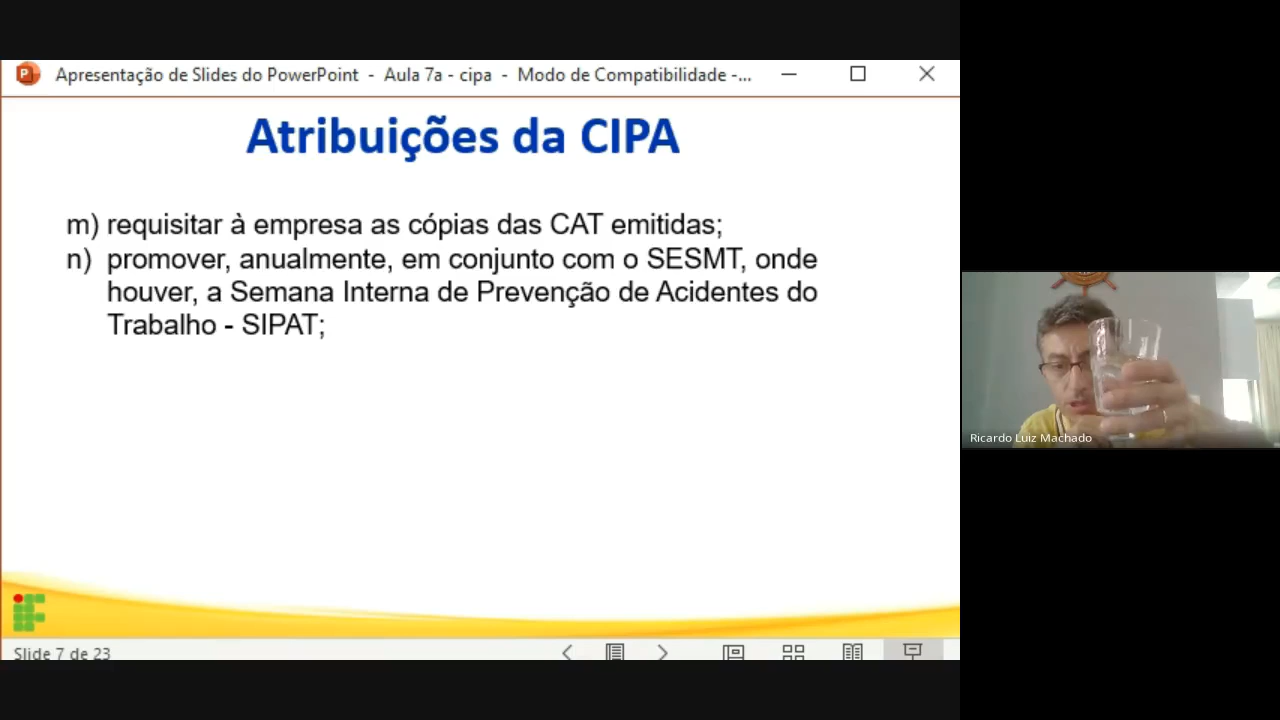 Apresentação de Slides do PowerPoint - Aula 7a - cipa - Modo de Compatibilidade -...
Atribuições da CIPA
m) requisitar à empresa as cópias das CAT emitidas;
n) promover, anualmente, em conjunto com o SESMT, onde
houver, a Semana Interna de Prevenção de Acidentes do
Trabalho - SIPAT;
Ricardo Luiz Machado
Slide 7 de 23